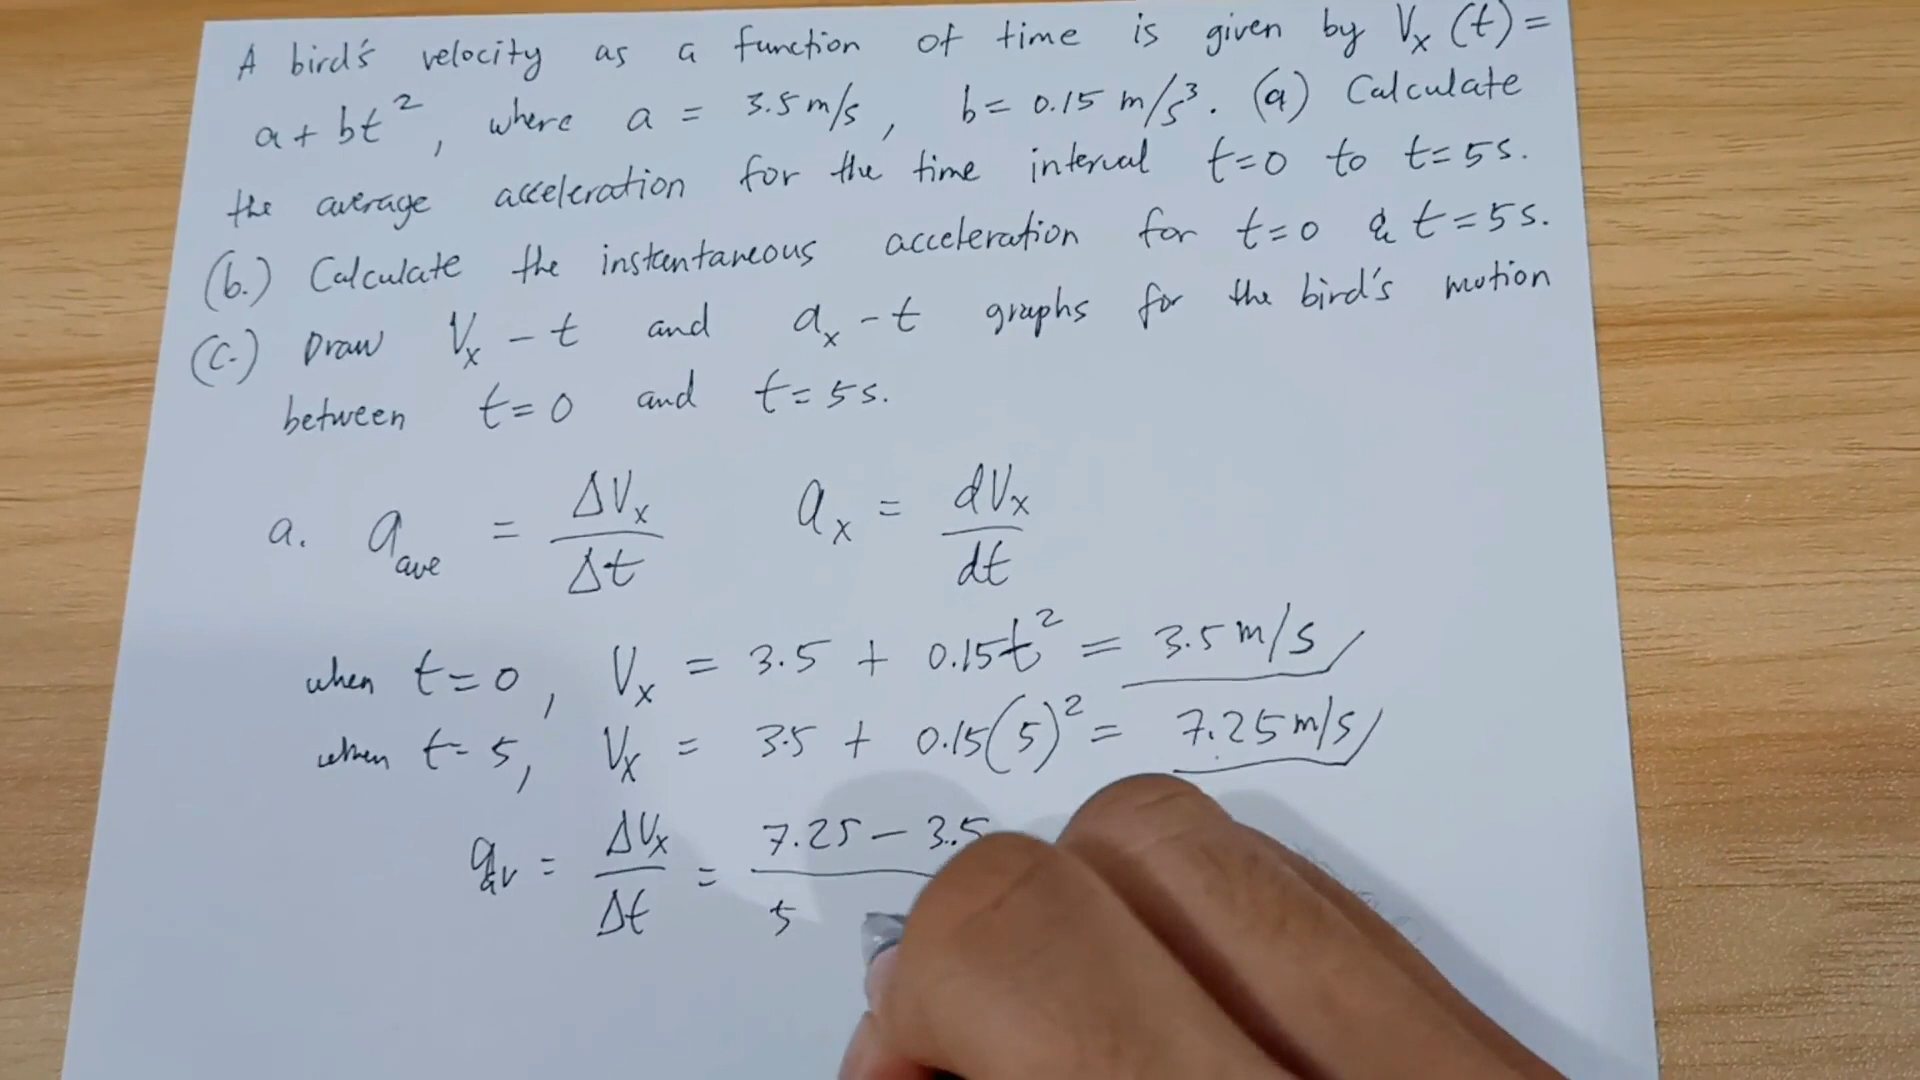 A bird's velocity as a function of time is given by Vx (t) =
a + bt², where a = 3.5 m/s, b = 0.15 m/s³. (a) Calculate
the average acceleration for the time interval t=0 to t=5s.
(b.) Calculate the instantaneous acceleration for t=0 & t=5s.
(c.) Draw Vx - t and ax - t graphs for the bird's motion
between t=0 and t=5s.
a. a ave = ΔVx / Δt    ax = dVx / dt
when t=0, Vx = 3.5 + 0.15t² = 3.5 m/s
when t=5, Vx = 3.5 + 0.15(5)² = 7.25 m/s
a av = ΔVx / Δt = 7.25 - 3.5 / 5